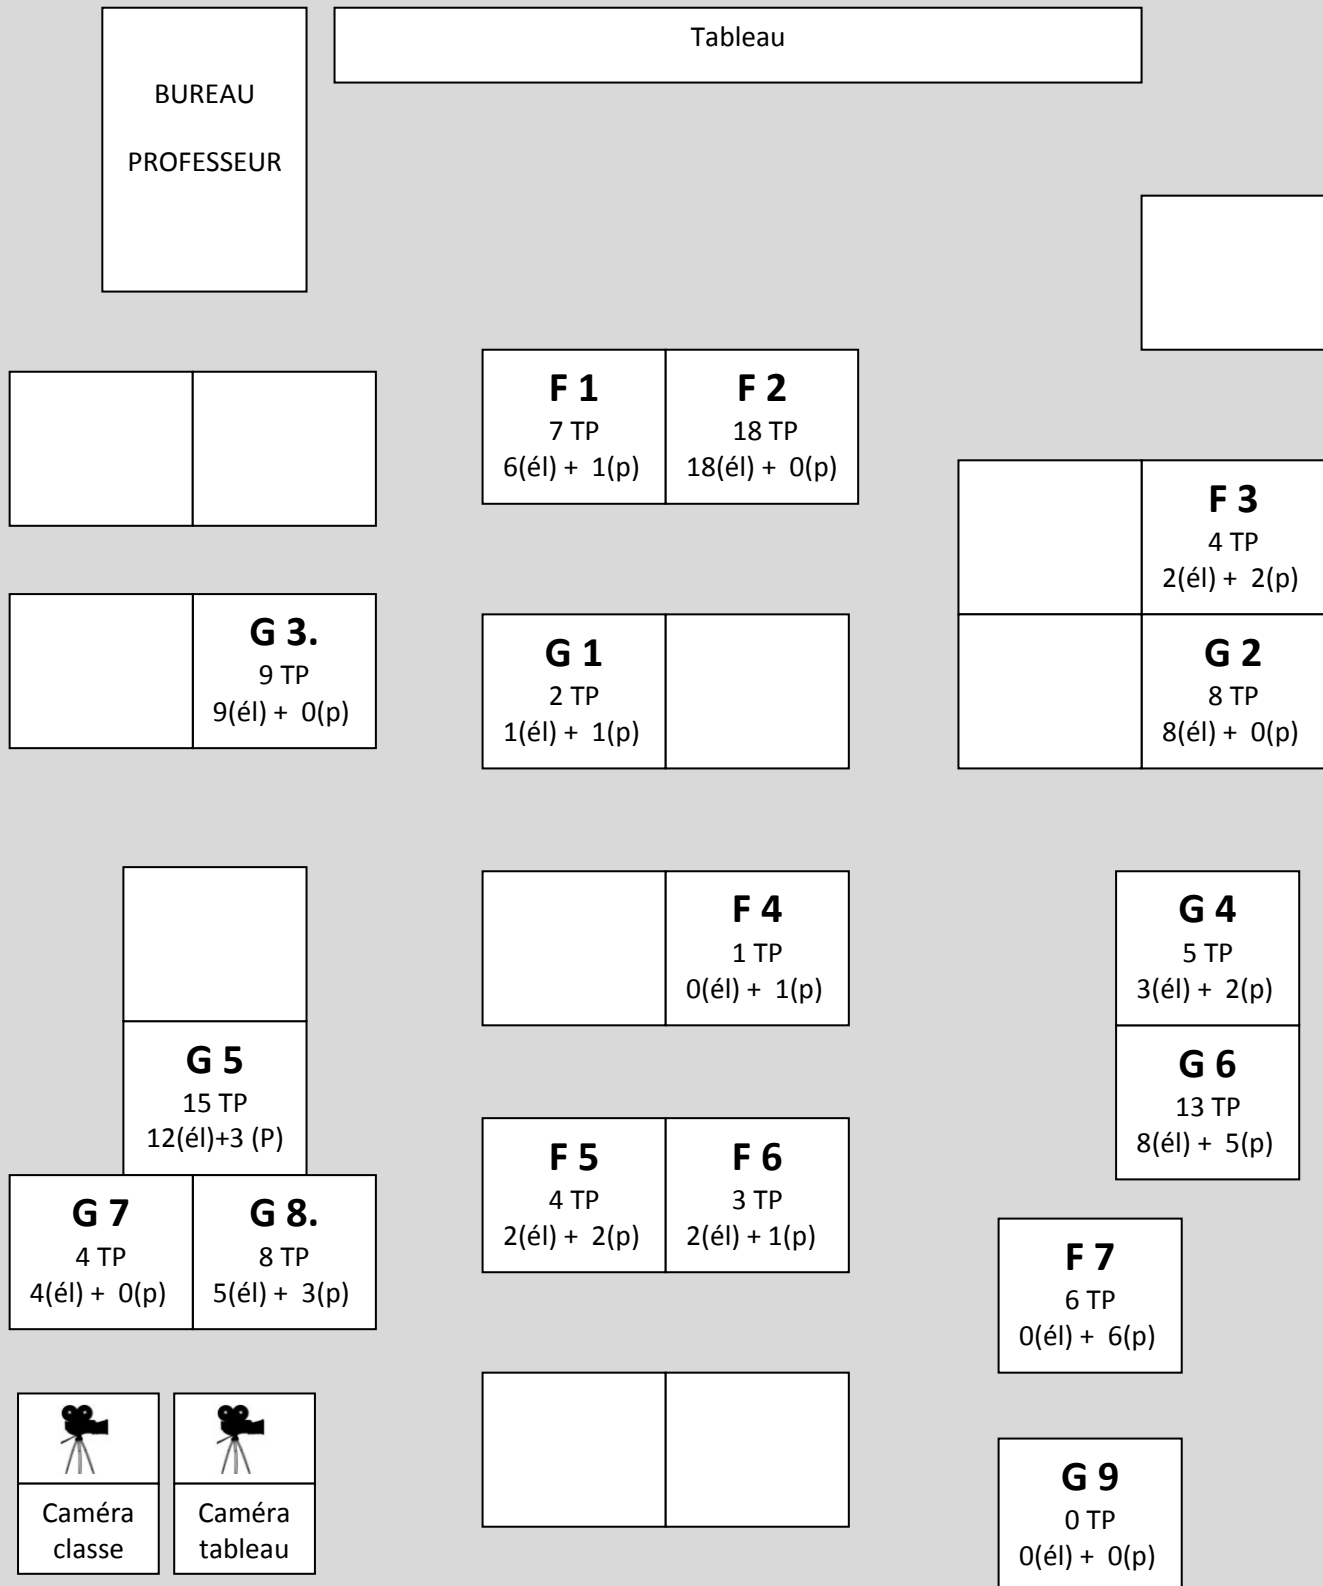 Tableau
BUREAU
PROFESSEUR
F 1
7 TP
6(él) + 1(p)
F 2
18 TP
18(él) + 0(p)
F 3
4 TP
2(él) + 2(p)
G 3.
9 TP
9(él) + 0(p)
G 1
2 TP
1(él) + 1(p)
G 2
8 TP
8(él) + 0(p)
F 4
1 TP
0(él) + 1(p)
G 4
5 TP
3(él) + 2(p)
G 5
15 TP
12(él)+3 (P)
G 6
13 TP
8(él) + 5(p)
F 5
4 TP
2(él) + 2(p)
F 6
3 TP
2(él) + 1(p)
G 7
4 TP
4(él) + 0(p)
G 8.
8 TP
5(él) + 3(p)
F 7
6 TP
0(él) + 6(p)
Caméra
classe
Caméra
tableau
G 9
0 TP
0(él) + 0(p)